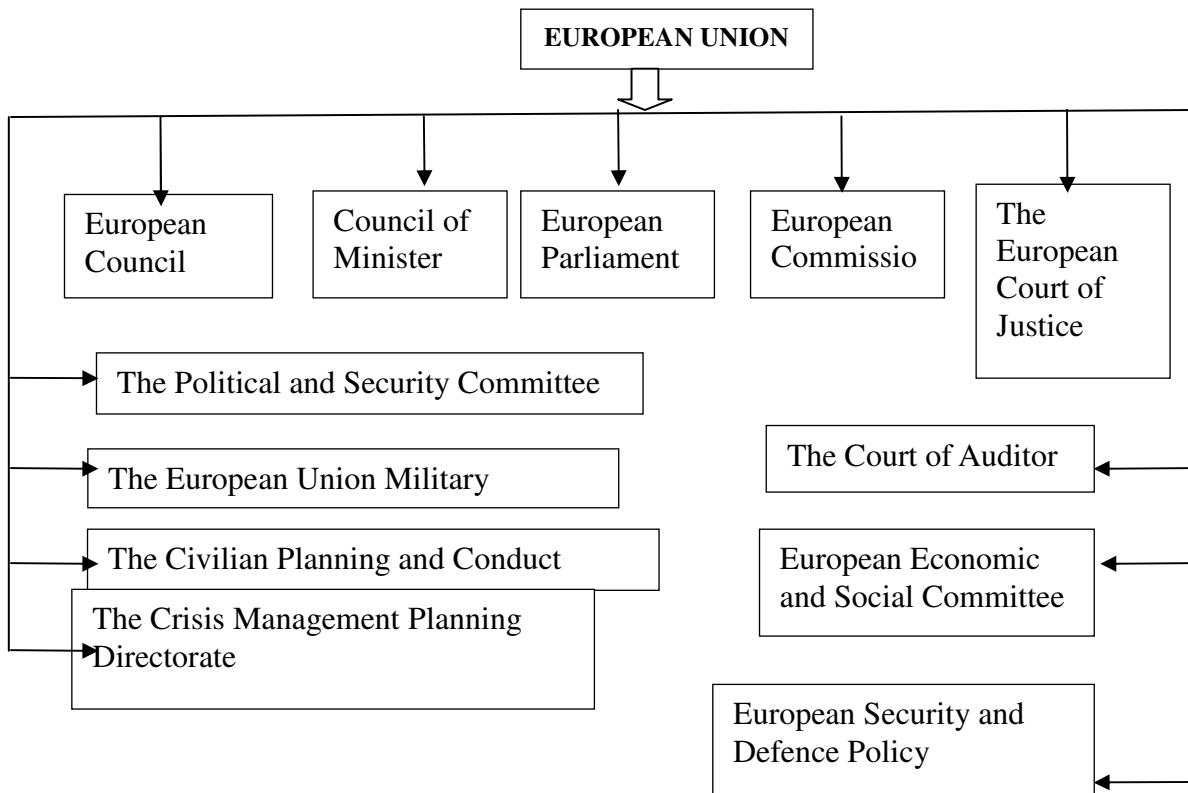 EUROPEAN UNION
European
Council
Council of
Minister
European
Parliament
European
Commissio
The
European
Court of
Justice
The Political and Security Committee
The European Union Military
The Civilian Planning and Conduct
The Crisis Management Planning
Directorate
The Court of Auditor
European Economic
and Social Committee
European Security and
Defence Policy